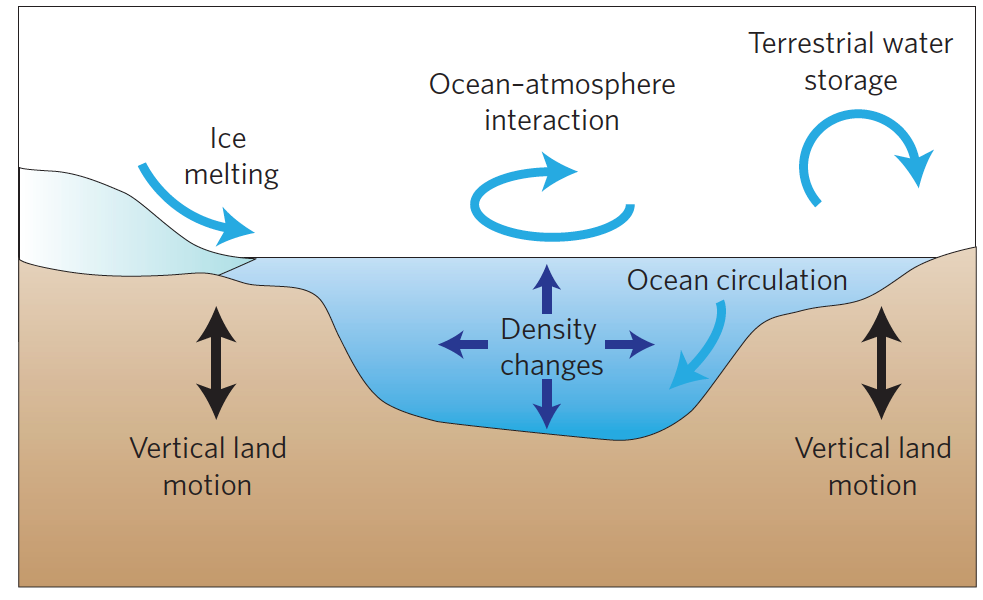 Terrestrial water
storage
Ocean–atmosphere
interaction
Ice
melting
Ocean circulation
Density
changes
Vertical land
motion
Vertical land
motion